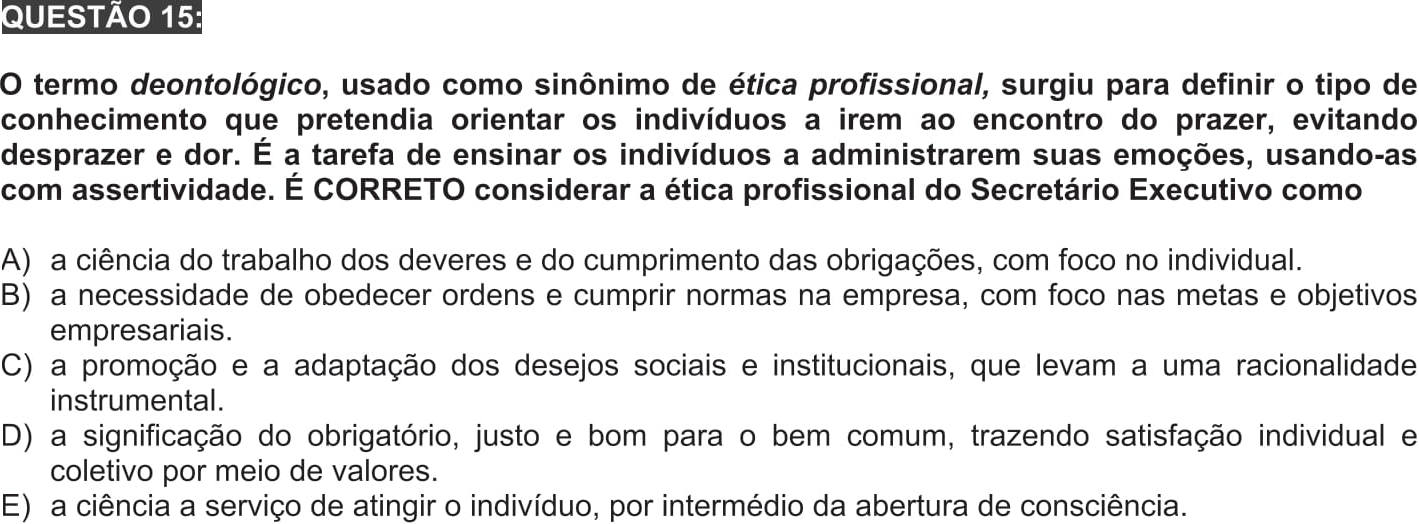 QUESTÃO 15:
O termo deontológico, usado como sinônimo de ética profissional, surgiu para definir o tipo de
conhecimento que pretendia orientar os indivíduos a irem ao encontro do prazer, evitando
desprazer e dor. É a tarefa de ensinar os indivíduos a administrarem suas emoções, usando-as
com assertividade. É CORRETO considerar a ética profissional do Secretário Executivo como
A) a ciência do trabalho dos deveres e do cumprimento das obrigações, com foco no individual.
B) a necessidade de obedecer ordens e cumprir normas na empresa, com foco nas metas e objetivos
empresariais.
C) a promoção e a adaptação dos desejos sociais e institucionais, que levam a uma racionalidade
instrumental.
D) a significação do obrigatório, justo e bom para o bem comum, trazendo satisfação individual e
coletivo por meio de valores.
E) a ciência a serviço de atingir o indivíduo, por intermédio da abertura de consciência.